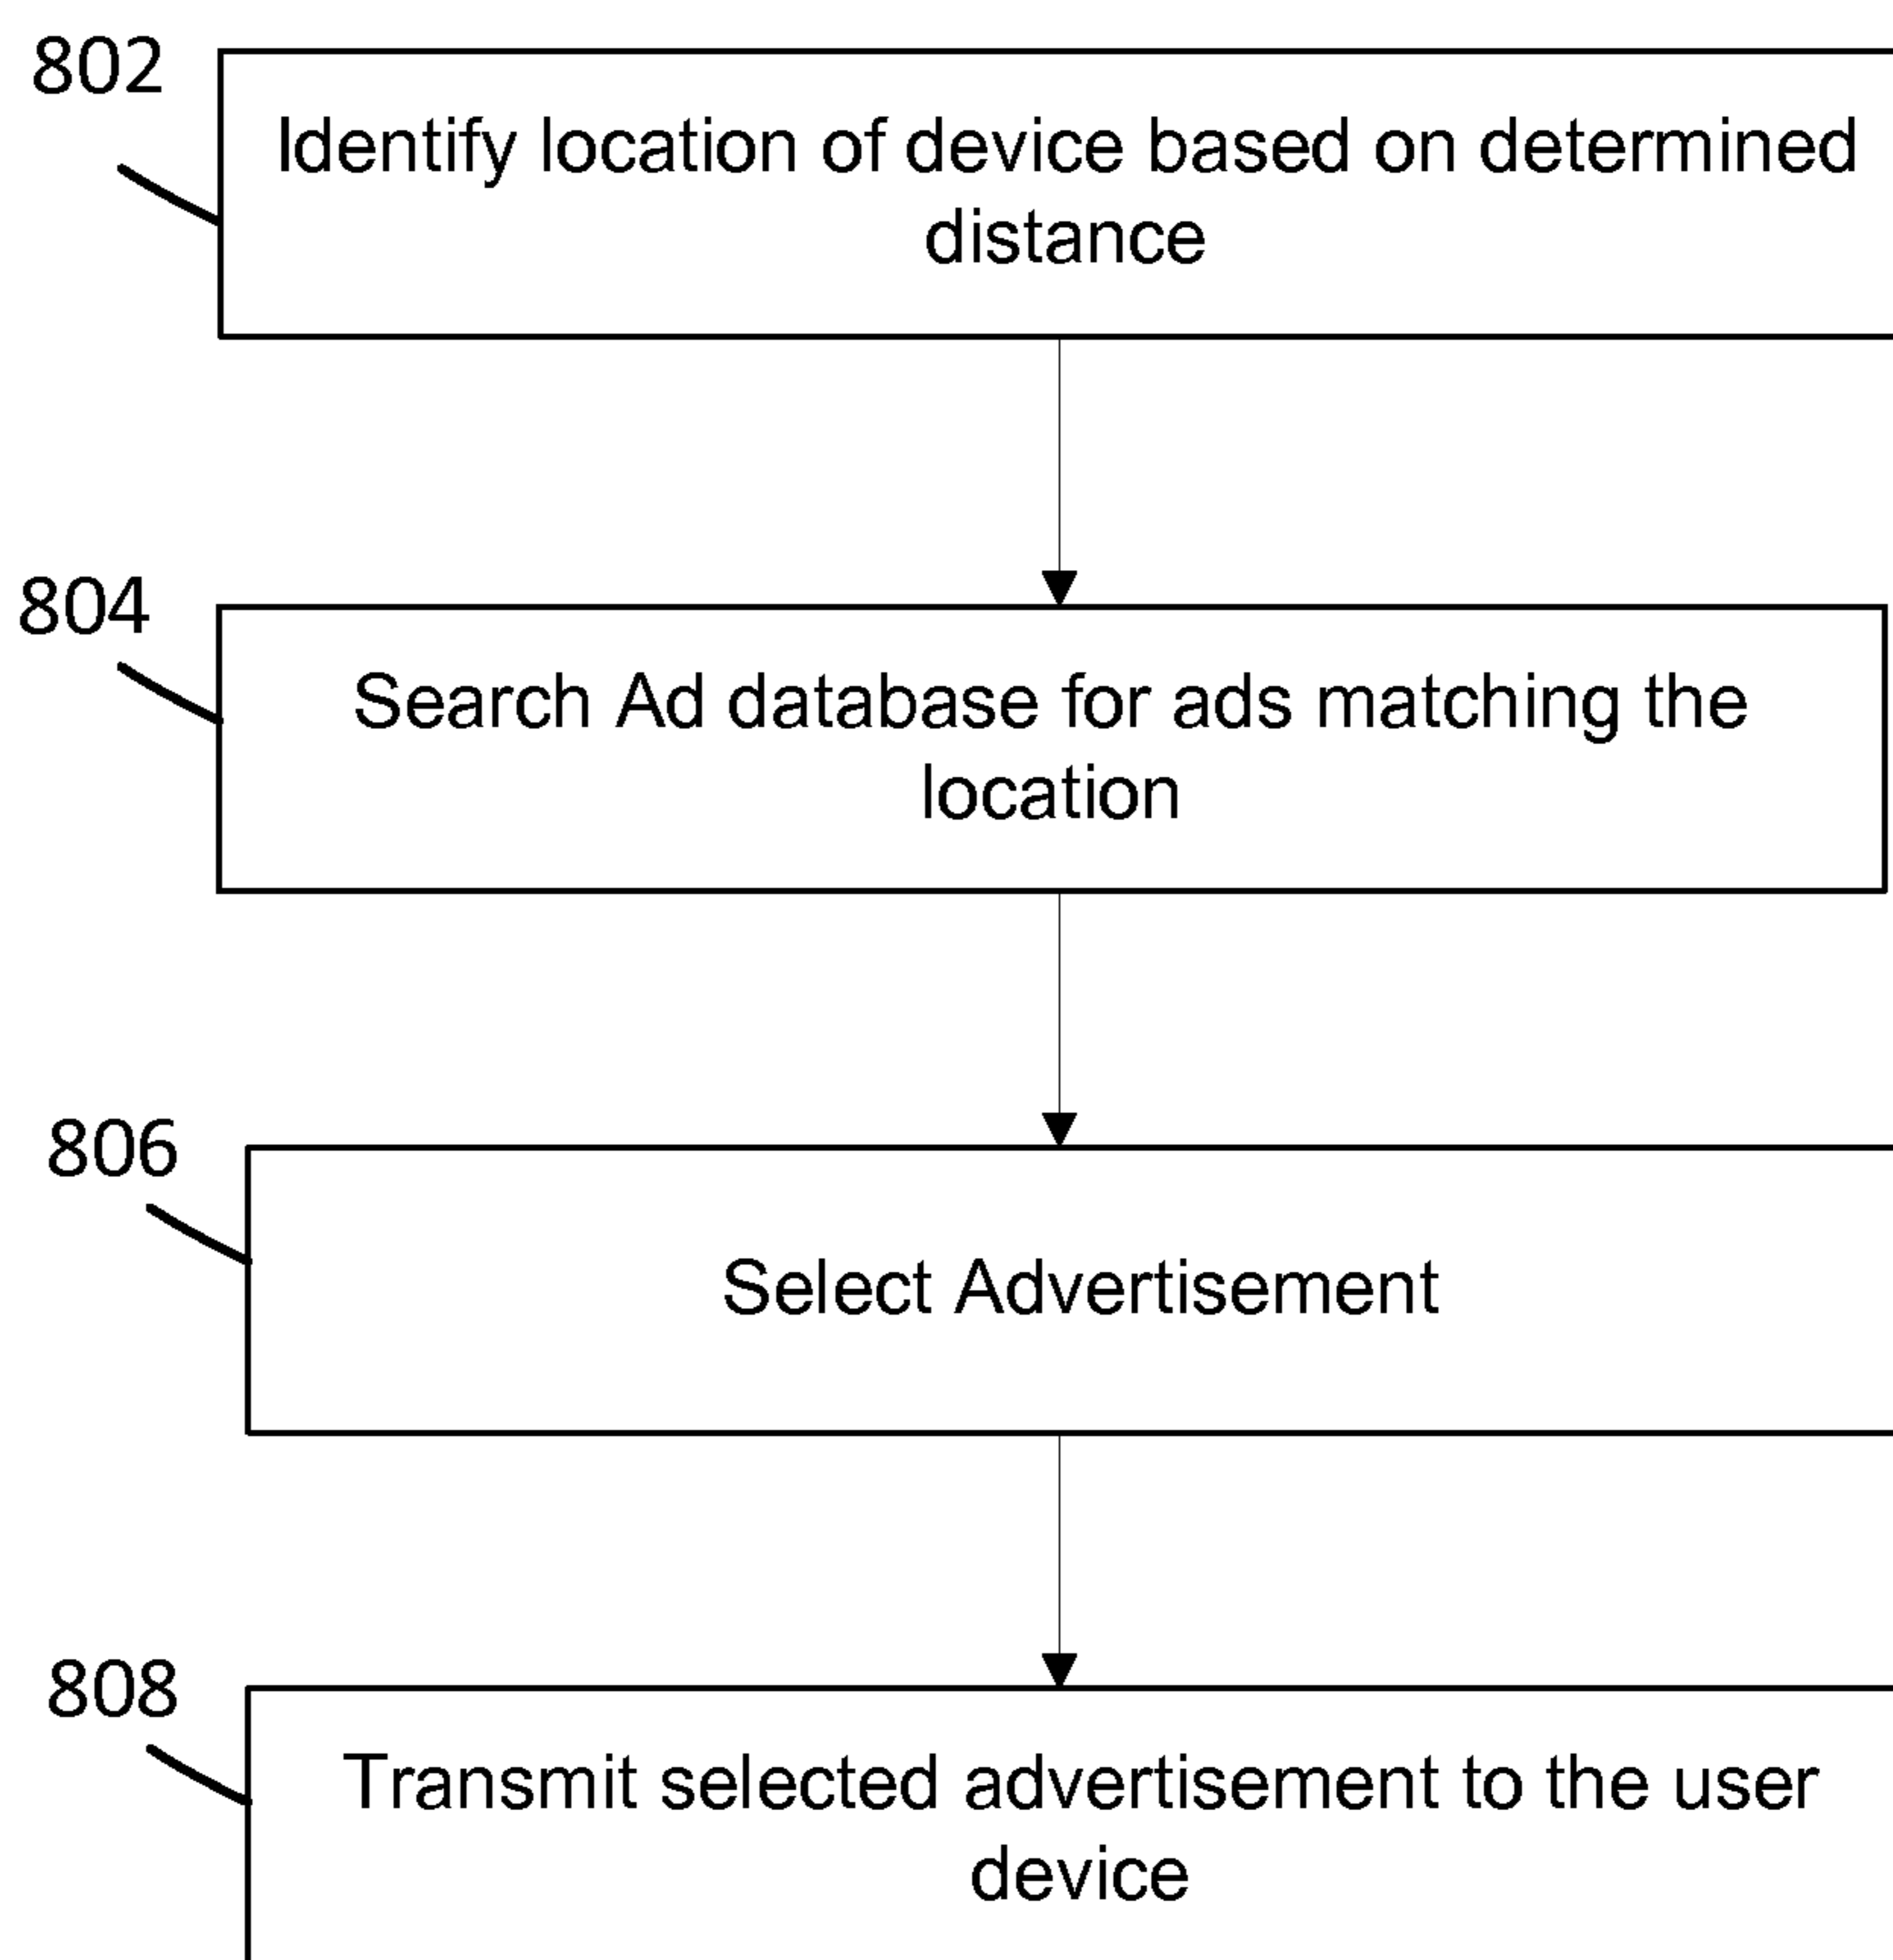 802
Identify location of device based on determined
distance
804
Search Ad database for ads matching the
location
806
Select Advertisement
808
Transmit selected advertisement to the user
device